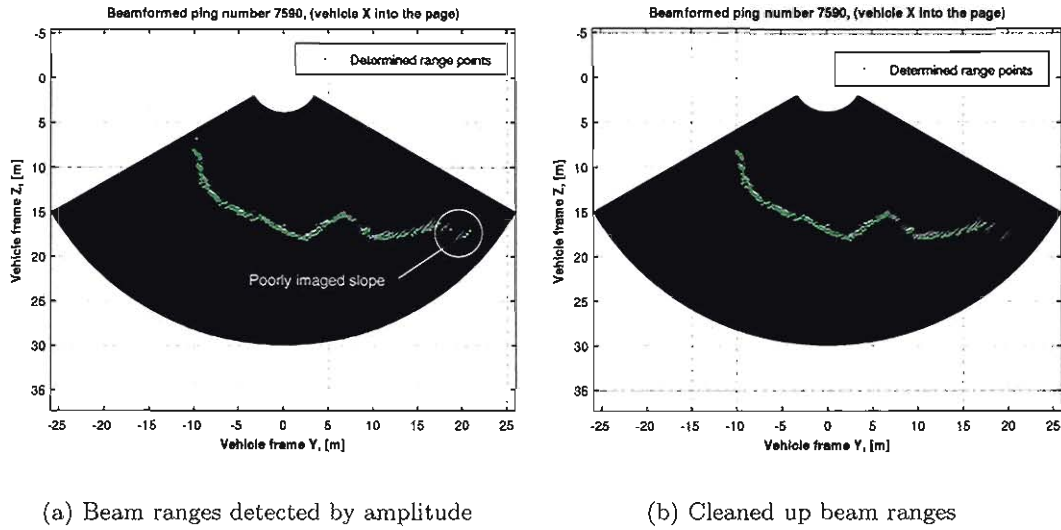 Beamformed ping number 7590, (vehicle X into the page)
Determined range points
Vehicle frame Z, [m]
-5
0
5
10
15
20
25
30
36
Poorly imaged slope
-25 -20 -15 -10 -5 0 5 10 15 20 25
Vehicle frame Y, [m]
(a) Beam ranges detected by amplitude
Beamformed ping number 7590, (vehicle X into the page)
Determined range points
Vehicle frame Z, [m]
-5
0
5
10
15
20
25
30
36
-25 -20 -15 -10 -5 0 5 10 15 20 25
Vehicle frame Y, [m]
(b) Cleaned up beam ranges